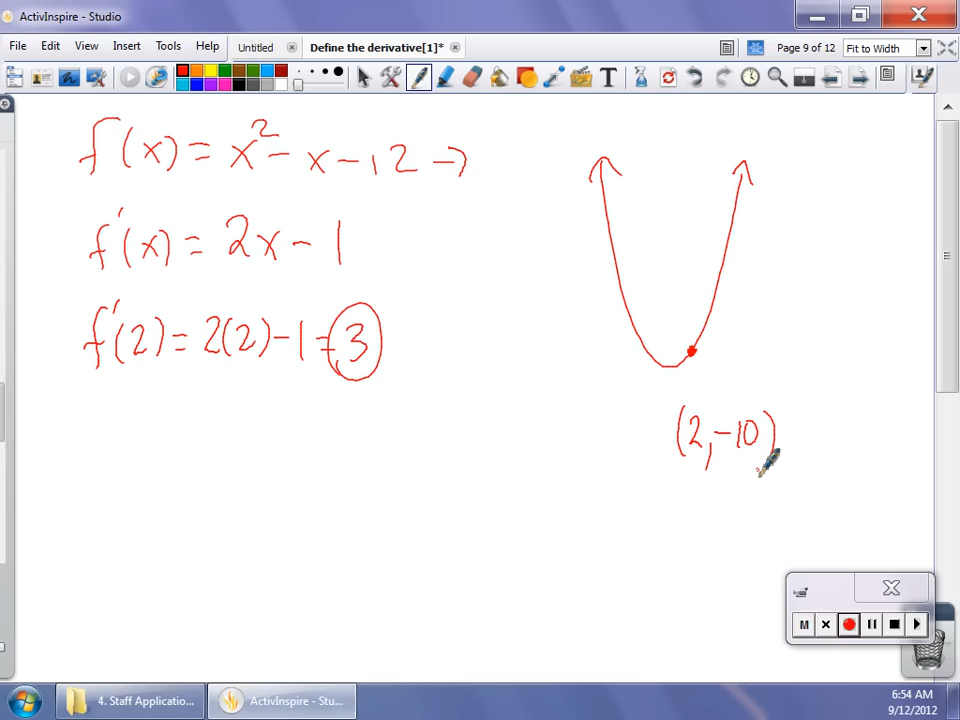 ActivInspire - Studio
File Edit View Insert Tools Help
Untitled
Define the derivative[1]*
Page 9 of 12
Fit to Width
f(x) = x² - x - 12 →
f'(x) = 2x - 1
f'(2) = 2(2) - 1 = 3
(2, -10)
M
4. Staff Applicatio...
ActivInspire - Stu...
6:54 AM
9/12/2012